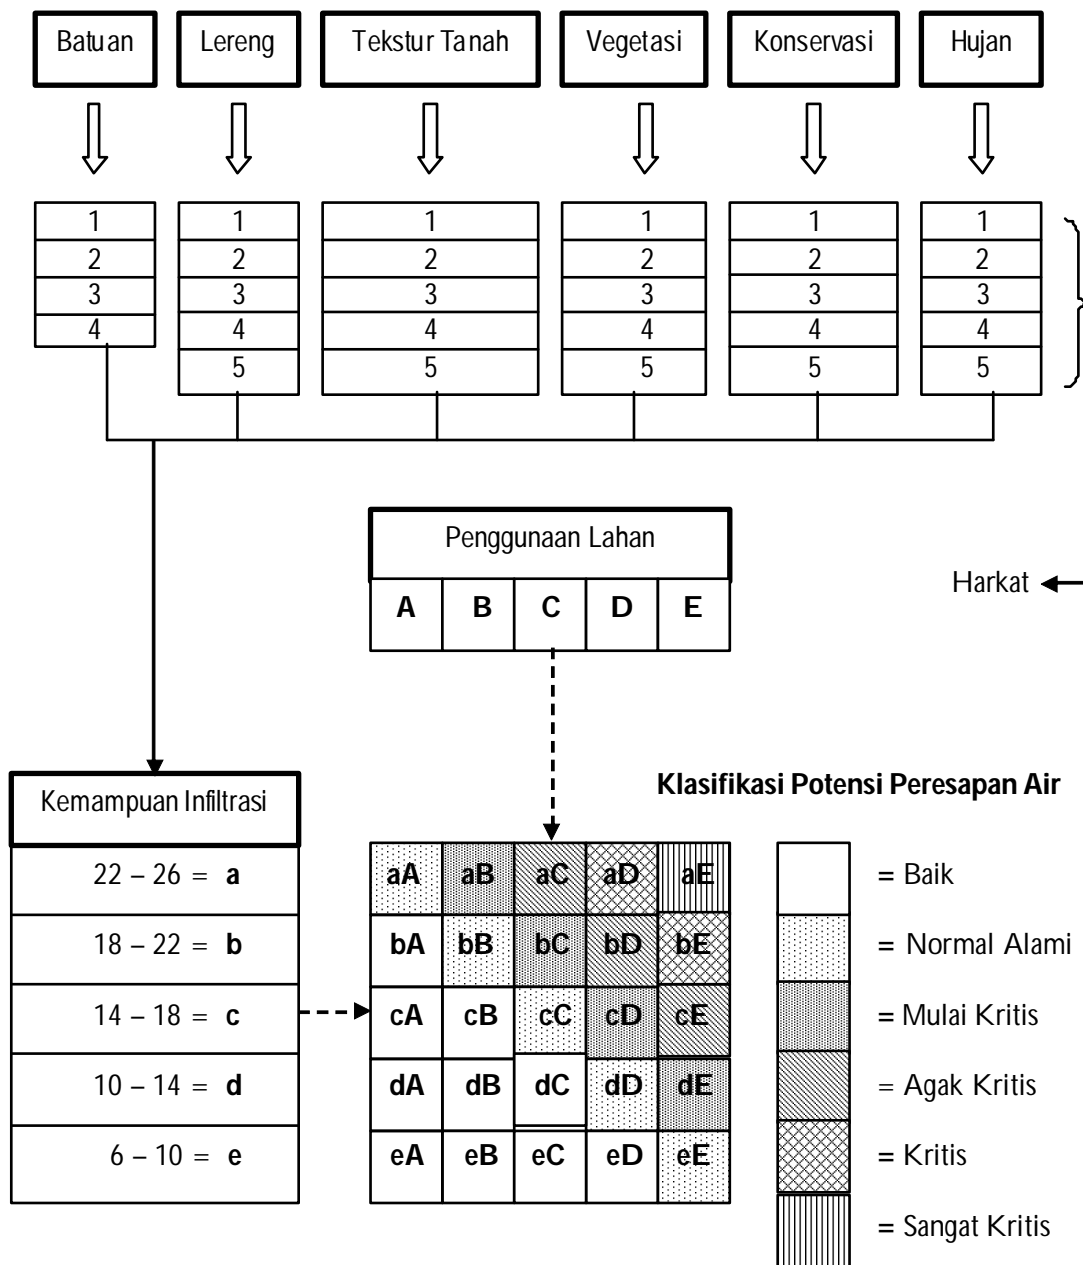 Batuan Lereng Tekstur Tanah Vegetasi Konservasi Hujan
1 1 1 1 1 1
2 2 2 2 2 2
3 3 3 3 3 3
4 4 4 4 4 4
5 5 5 5 5
Penggunaan Lahan
A B C D E
Harkat
Kemampuan Infiltrasi
22 – 26 = a
18 – 22 = b
14 – 18 = c
10 – 14 = d
6 – 10 = e
Klasifikasi Potensi Peresapan Air
aA aB aC aD aE
bA bB bC bD bE
cA cB cC cD cE
dA dB dC dD dE
eA eB eC eD eE
= Baik
= Normal Alami
= Mulai Kritis
= Agak Kritis
= Kritis
= Sangat Kritis